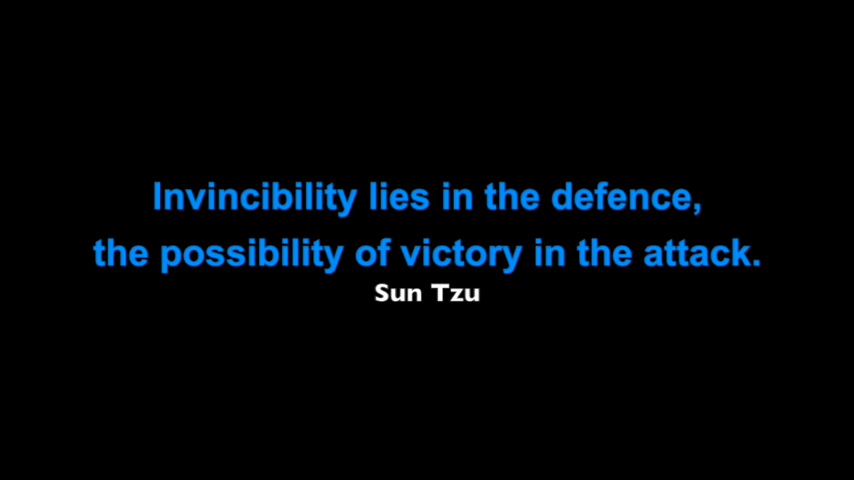 Invincibility lies in the defence,
the possibility of victory in the attack.
Sun Tzu